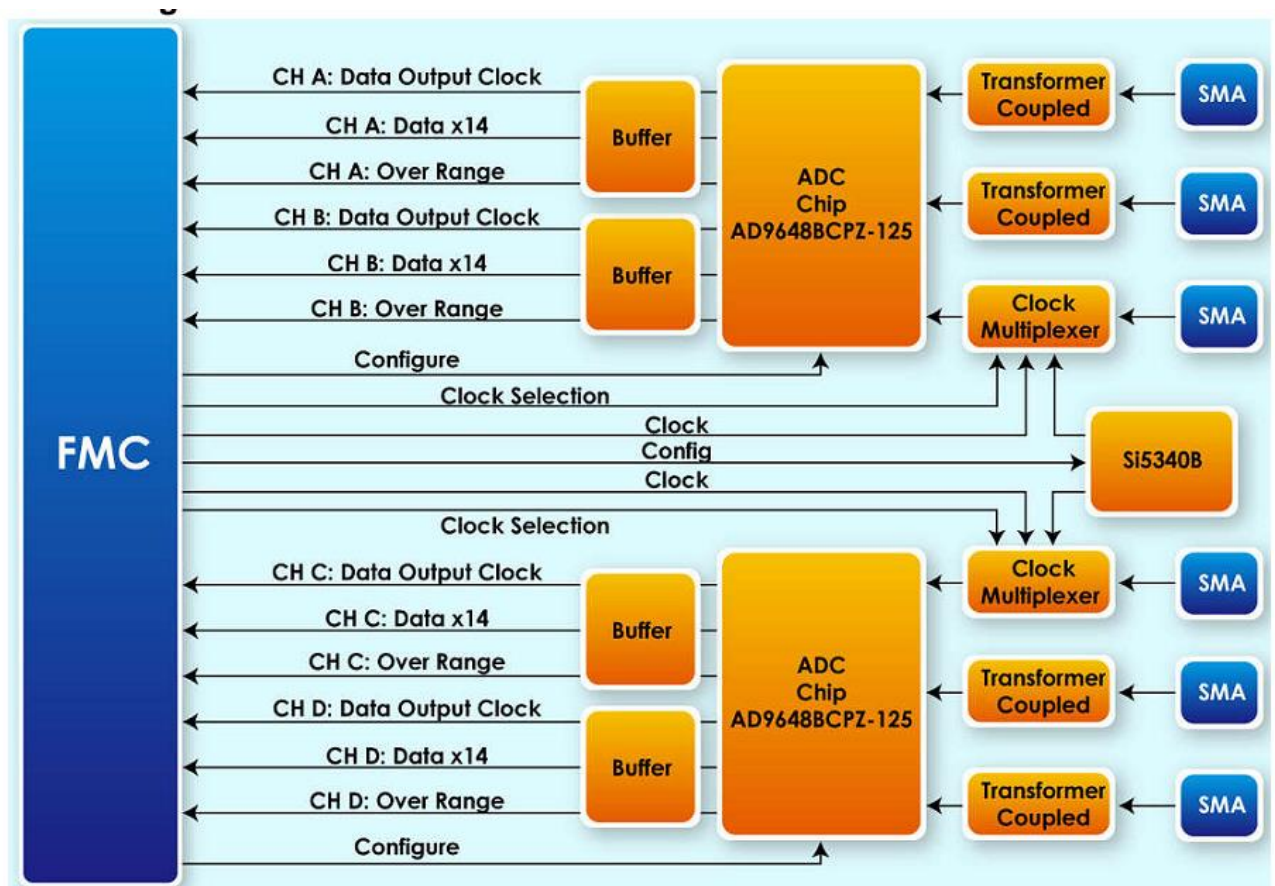 FMC
CH A: Data Output Clock
CH A: Data x14
CH A: Over Range
CH B: Data Output Clock
CH B: Data x14
CH B: Over Range
Configure
Clock Selection
Clock
Config
Clock
Clock Selection
CH C: Data Output Clock
CH C: Data x14
CH C: Over Range
CH D: Data Output Clock
CH D: Data x14
CH D: Over Range
Configure
Buffer
Buffer
Buffer
Buffer
ADC
Chip
AD9648BCPZ-125
ADC
Chip
AD9648BCPZ-125
Transformer
Coupled
SMA
Transformer
Coupled
SMA
Clock
Multiplexer
SMA
Si5340B
Clock
Multiplexer
SMA
Transformer
Coupled
SMA
Transformer
Coupled
SMA